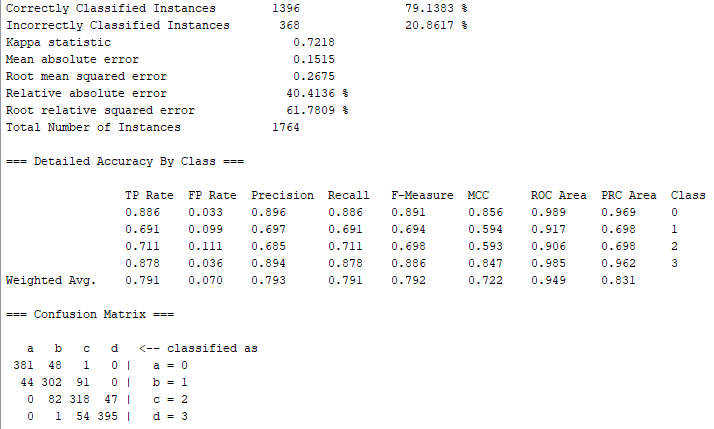 Correctly Classified Instances 1396 79.1383 %
Incorrectly Classified Instances 368 20.8617 %
Kappa statistic 0.7218
Mean absolute error 0.1515
Root mean squared error 0.2675
Relative absolute error 40.4136 %
Root relative squared error 61.7809 %
Total Number of Instances 1764
=== Detailed Accuracy By Class ===
TP Rate FP Rate Precision Recall F-Measure MCC ROC Area PRC Area Class
0.886 0.033 0.896 0.886 0.891 0.856 0.989 0.969 0
0.691 0.099 0.697 0.691 0.694 0.594 0.917 0.698 1
0.711 0.111 0.685 0.711 0.698 0.593 0.906 0.698 2
0.878 0.036 0.894 0.878 0.886 0.847 0.985 0.962 3
Weighted Avg. 0.791 0.070 0.793 0.791 0.792 0.722 0.949 0.831
=== Confusion Matrix ===
a b c d <-- classified as
381 48 1 0 | a = 0
44 302 91 0 | b = 1
0 82 318 47 | c = 2
0 1 54 395 | d = 3